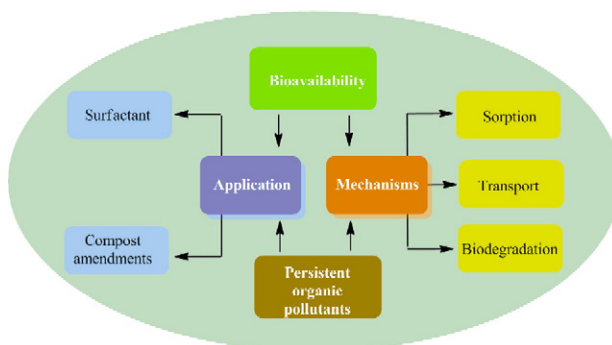 Bioavailability
Surfactant
Sorption
Application
Mechanisms
Transport
Compost
amendments
Biodegradation
Persistent
organic
pollutants